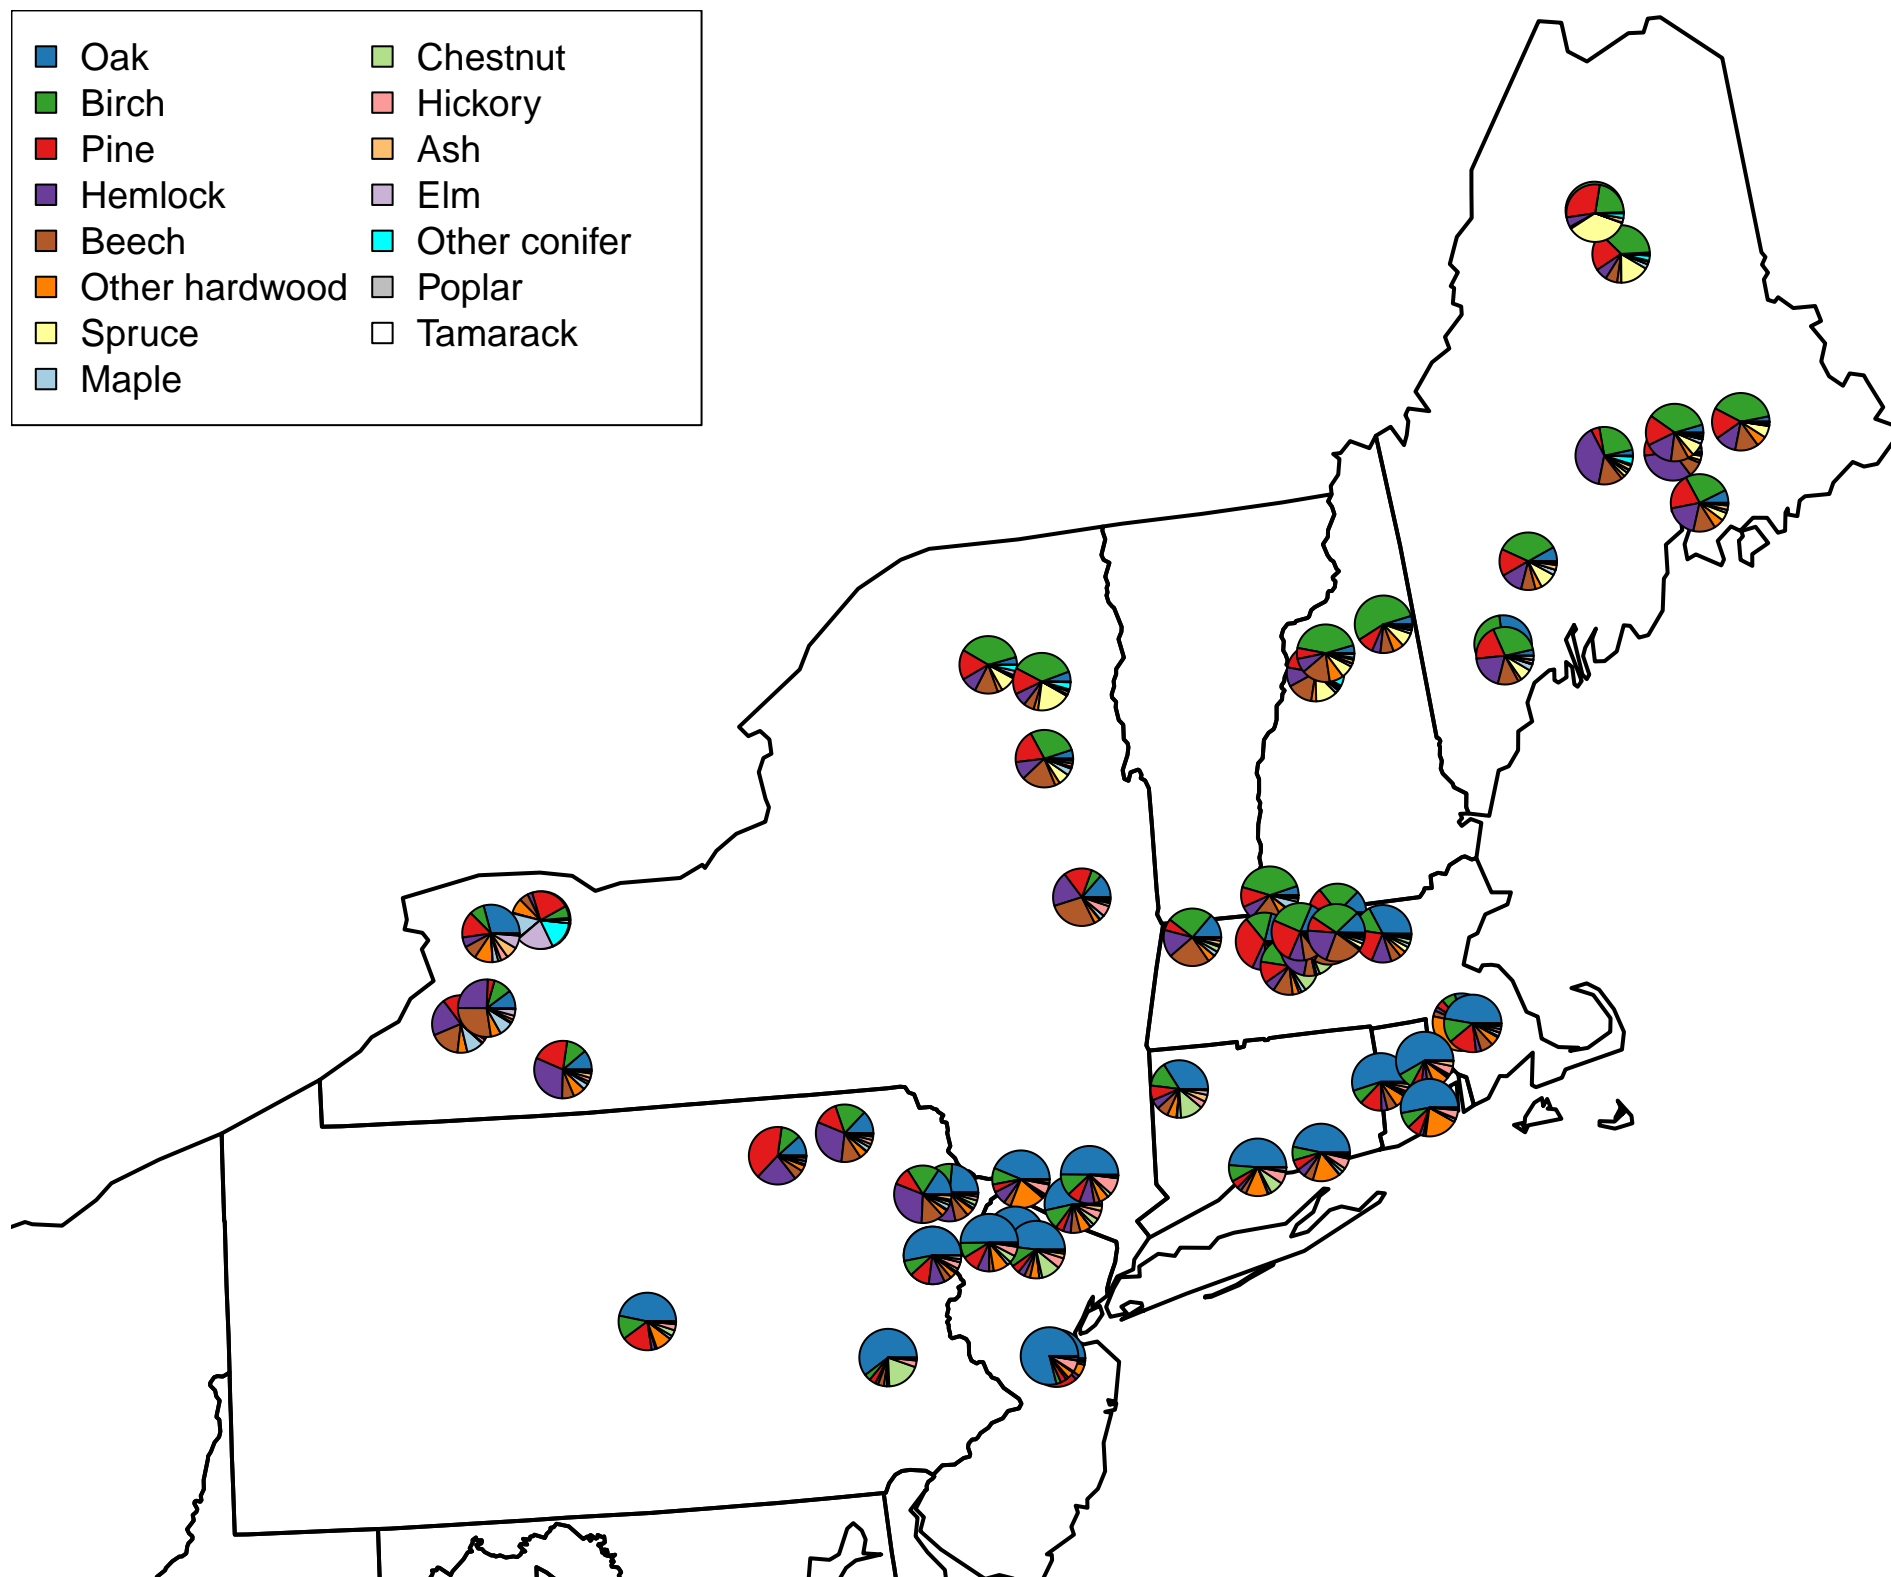 Oak
Birch
Pine
Hemlock
Beech
Other hardwood
Spruce
Maple
Chestnut
Hickory
Ash
Elm
Other conifer
Poplar
Tamarack